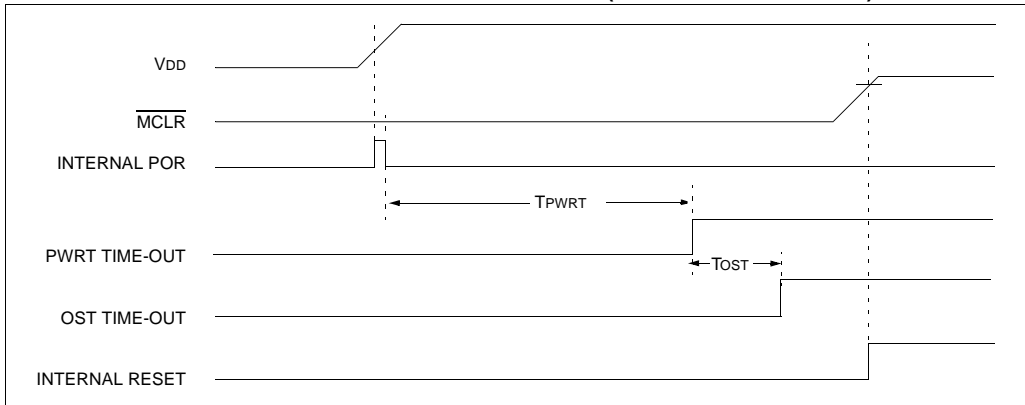 VDD
MCLR
INTERNAL POR
TPWRT
PWRT TIME-OUT
TOST
OST TIME-OUT
INTERNAL RESET